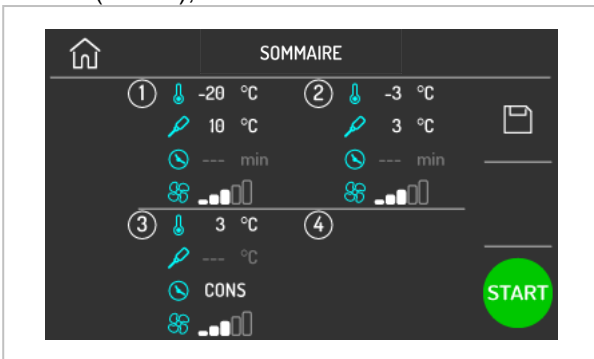 SOMMAIRE
1 -20 °C 2 -3 °C
10 °C 3 °C
--- min --- min
3 3 °C 4
--- °C
CONS
START